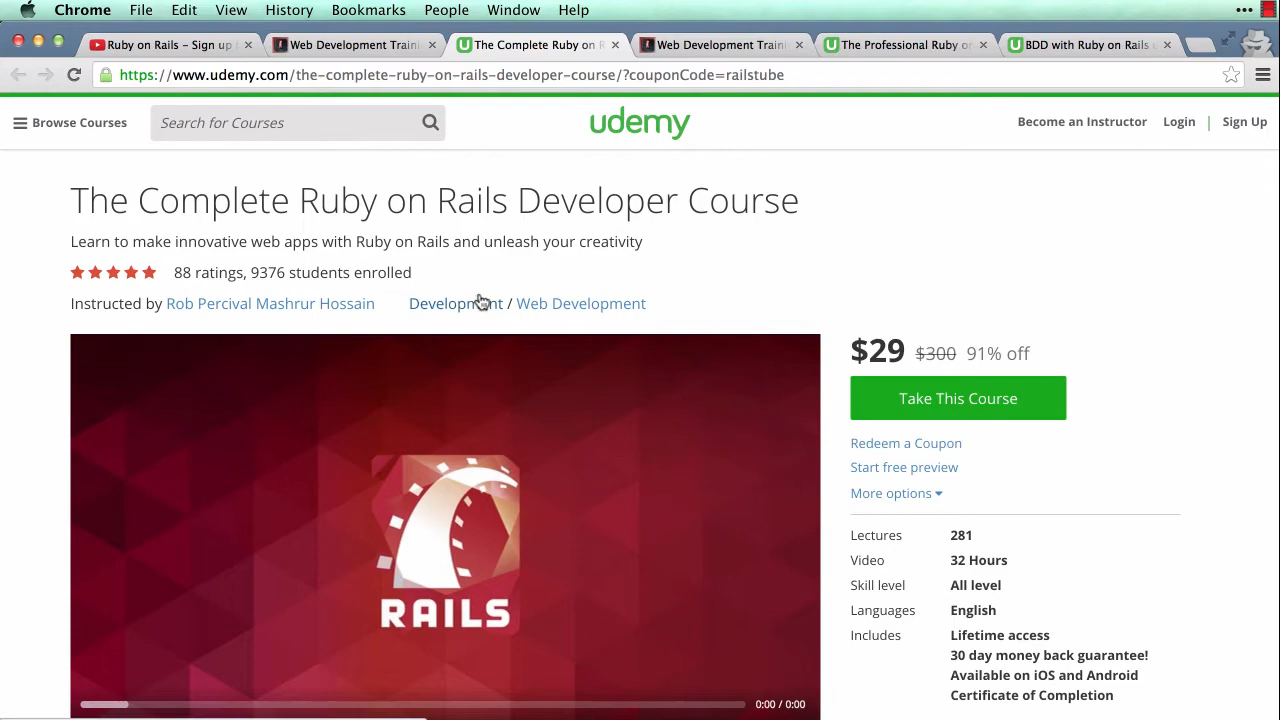 Chrome File Edit View History Bookmarks People Window Help
Ruby on Rails – Sign up
Web Development Traini
The Complete Ruby on R
Web Development Traini
The Professional Ruby on
BDD with Ruby on Rails
https://www.udemy.com/the-complete-ruby-on-rails-developer-course/?couponCode=railstube
Browse Courses
Search for Courses
udemy
Become an Instructor
Login | Sign Up
The Complete Ruby on Rails Developer Course
Learn to make innovative web apps with Ruby on Rails and unleash your creativity
88 ratings, 9376 students enrolled
Instructed by Rob Percival Mashrur Hossain Development / Web Development
$29 $300 91% off
Take This Course
Redeem a Coupon
Start free preview
More options
Lectures 281
Video 32 Hours
Skill level All level
Languages English
Includes Lifetime access
30 day money back guarantee!
Available on iOS and Android
Certificate of Completion
RAILS
0:00 / 0:00